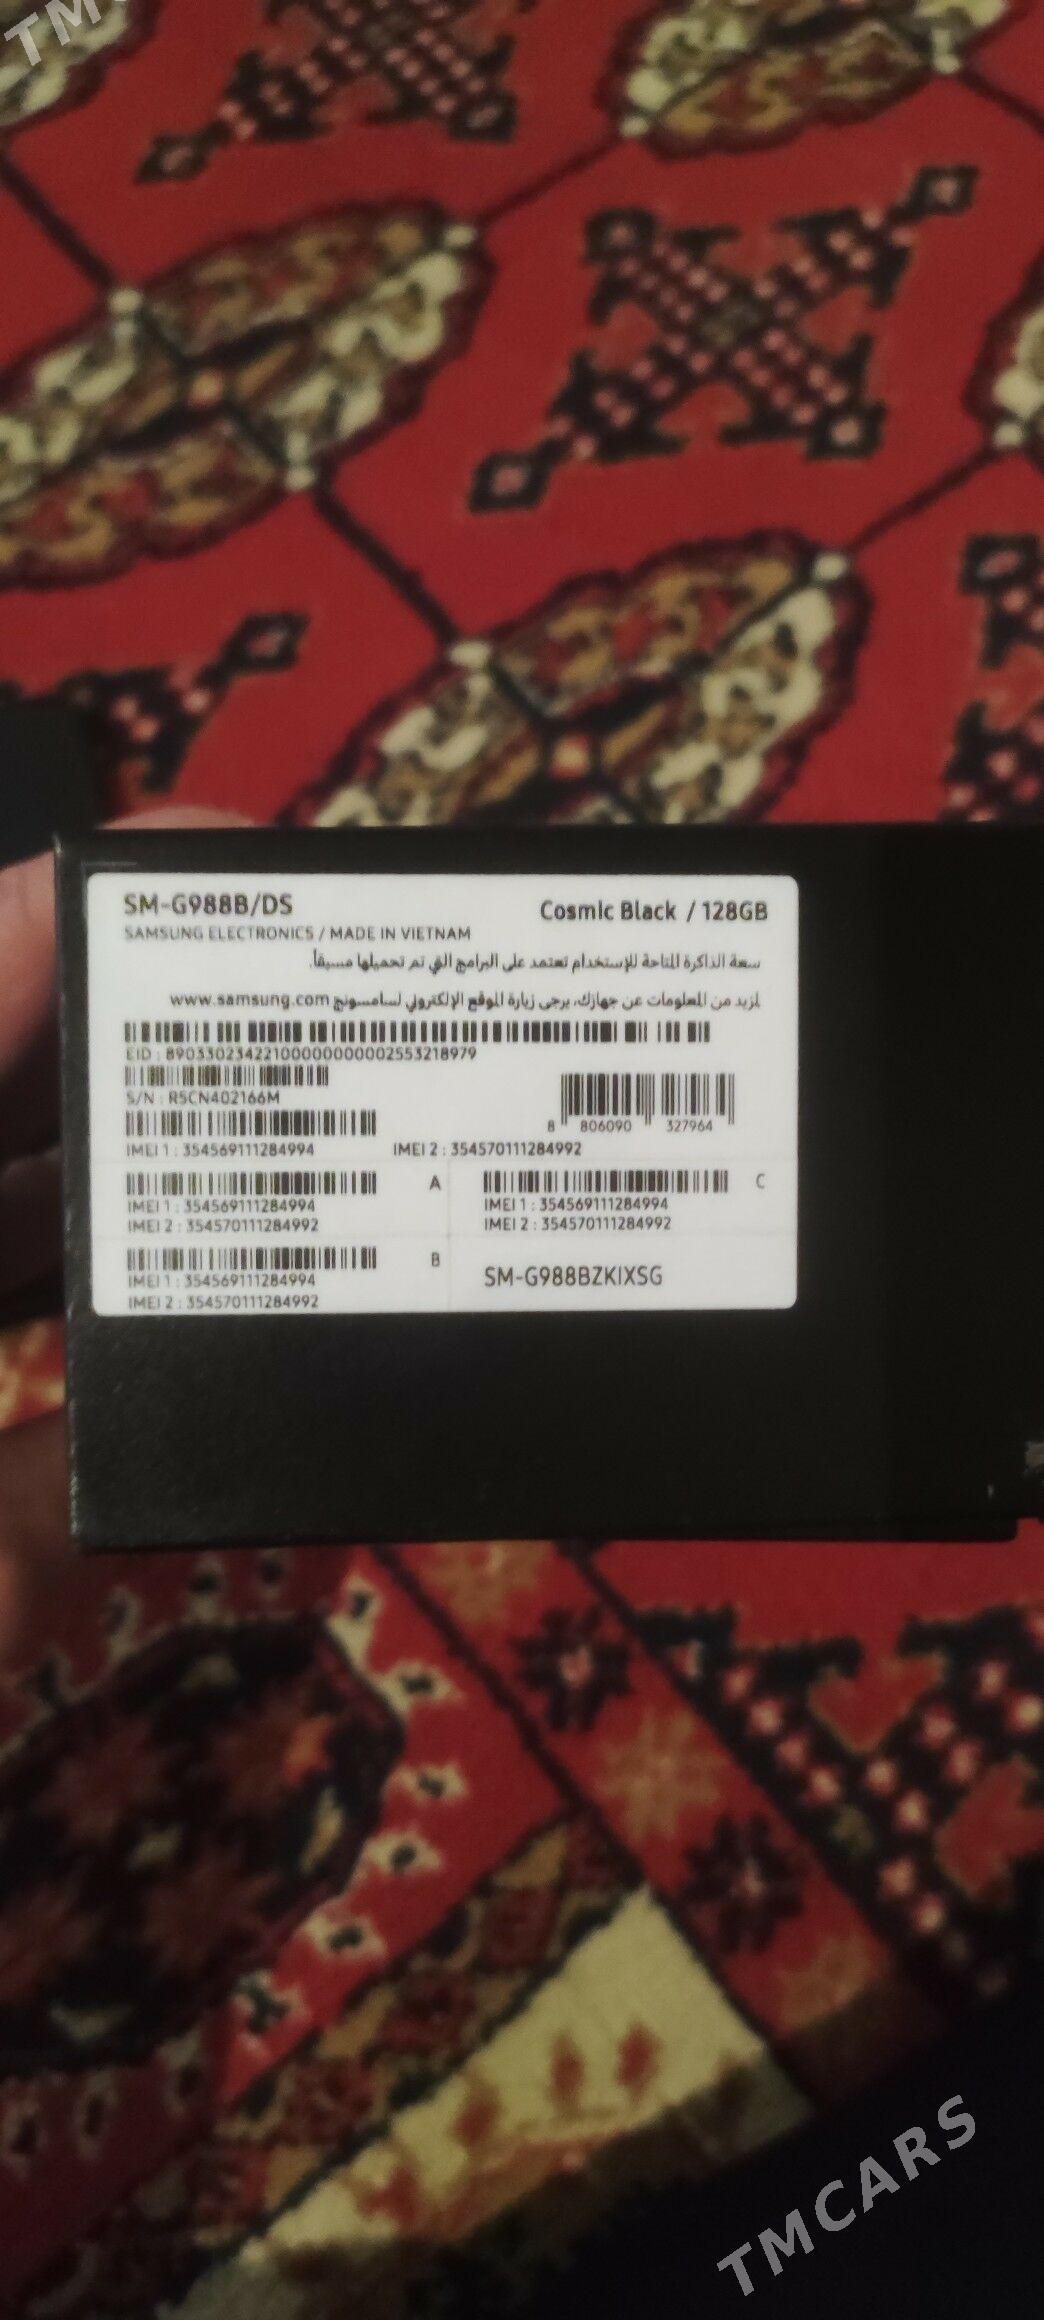 SM-G988B/DS
Cosmic Black / 128GB
SAMSUNG ELECTRONICS / MADE IN VIETNAM
سعة الذاكرة المتاحة للإستخدام تعتمد على البرامج التي تم تحميلها مسبقاً.
لمزيد من المعلومات عن جهازك، يرجى زيارة الموقع الإلكتروني لسامسونج www.samsung.com
EID : 89033023422100000000002553218979
S/N : R5CN402166M
8 806090 327964
IMEI 1 : 354569111284994
IMEI 2 : 354570111284992
A
IMEI 1 : 354569111284994
IMEI 2 : 354570111284992
C
IMEI 1 : 354569111284994
IMEI 2 : 354570111284992
B
IMEI 1 : 354569111284994
IMEI 2 : 354570111284992
SM-G988BZKIXSG
TMCARS